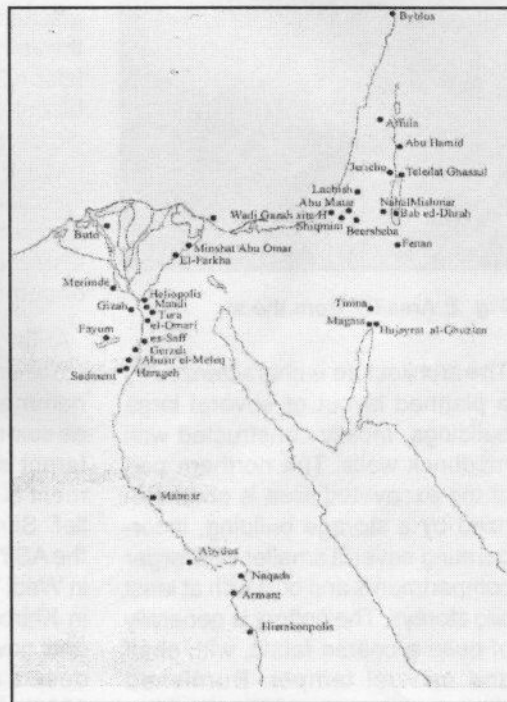 Byblos
Affula
Abu Hamid
Jericho
Teleilat Ghassul
Lachish
Abu Matar
Nahal Mishmar
Wadi Gazah site H
Bab ed-Dhrah
Shiqmim
Beersheba
Buto
Minshat Abu Omar
Fenan
El-Farkha
Merimde
Heliopolis
Timna
Gizah
Maadi
Tura
Magass
Hujayrat al-Ghuzlan
el-Omari
Fayum
es-Saff
Gerzeh
Abusir el-Meleq
Sedment
Harageh
Matmar
Abydos
Naqada
Armant
Hierakonpolis